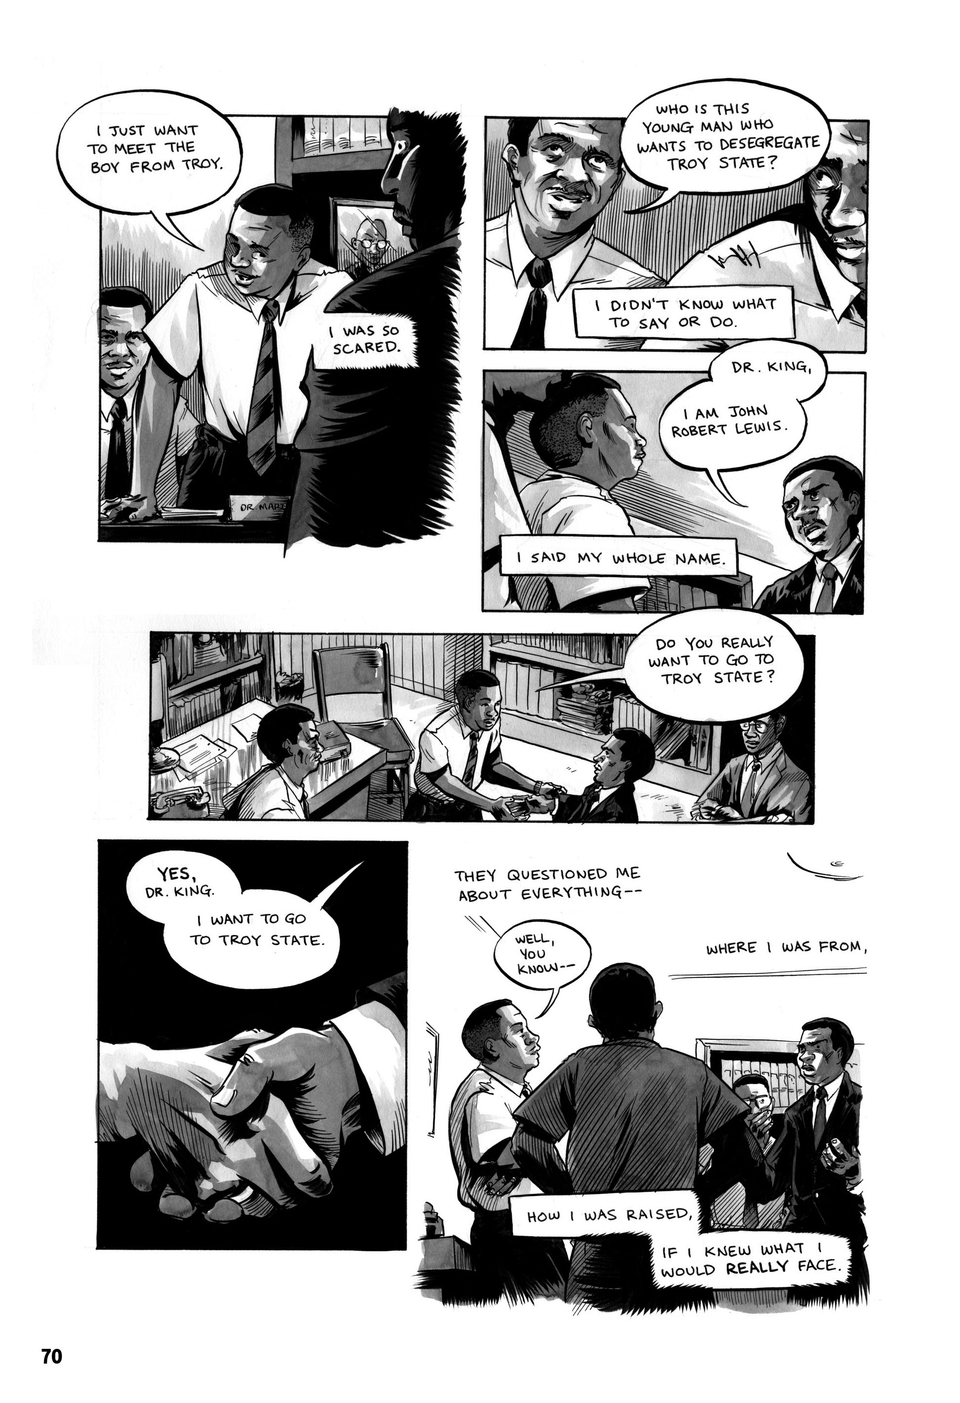 I JUST WANT
TO MEET THE
BOY FROM TROY.
I WAS SO
SCARED.
DR. MARTI
WHO IS THIS
YOUNG MAN WHO
WANTS TO DESEGREGATE
TROY STATE?
I DIDN'T KNOW WHAT
TO SAY OR DO.
DR. KING,
I AM JOHN
ROBERT LEWIS.
I SAID MY WHOLE NAME.
DO YOU REALLY
WANT TO GO TO
TROY STATE?
YES,
DR. KING.
I WANT TO GO
TO TROY STATE.
THEY QUESTIONED ME
ABOUT EVERYTHING--
WELL,
YOU
KNOW--
WHERE I WAS FROM,
HOW I WAS RAISED,
IF I KNEW WHAT I
WOULD REALLY FACE.
70